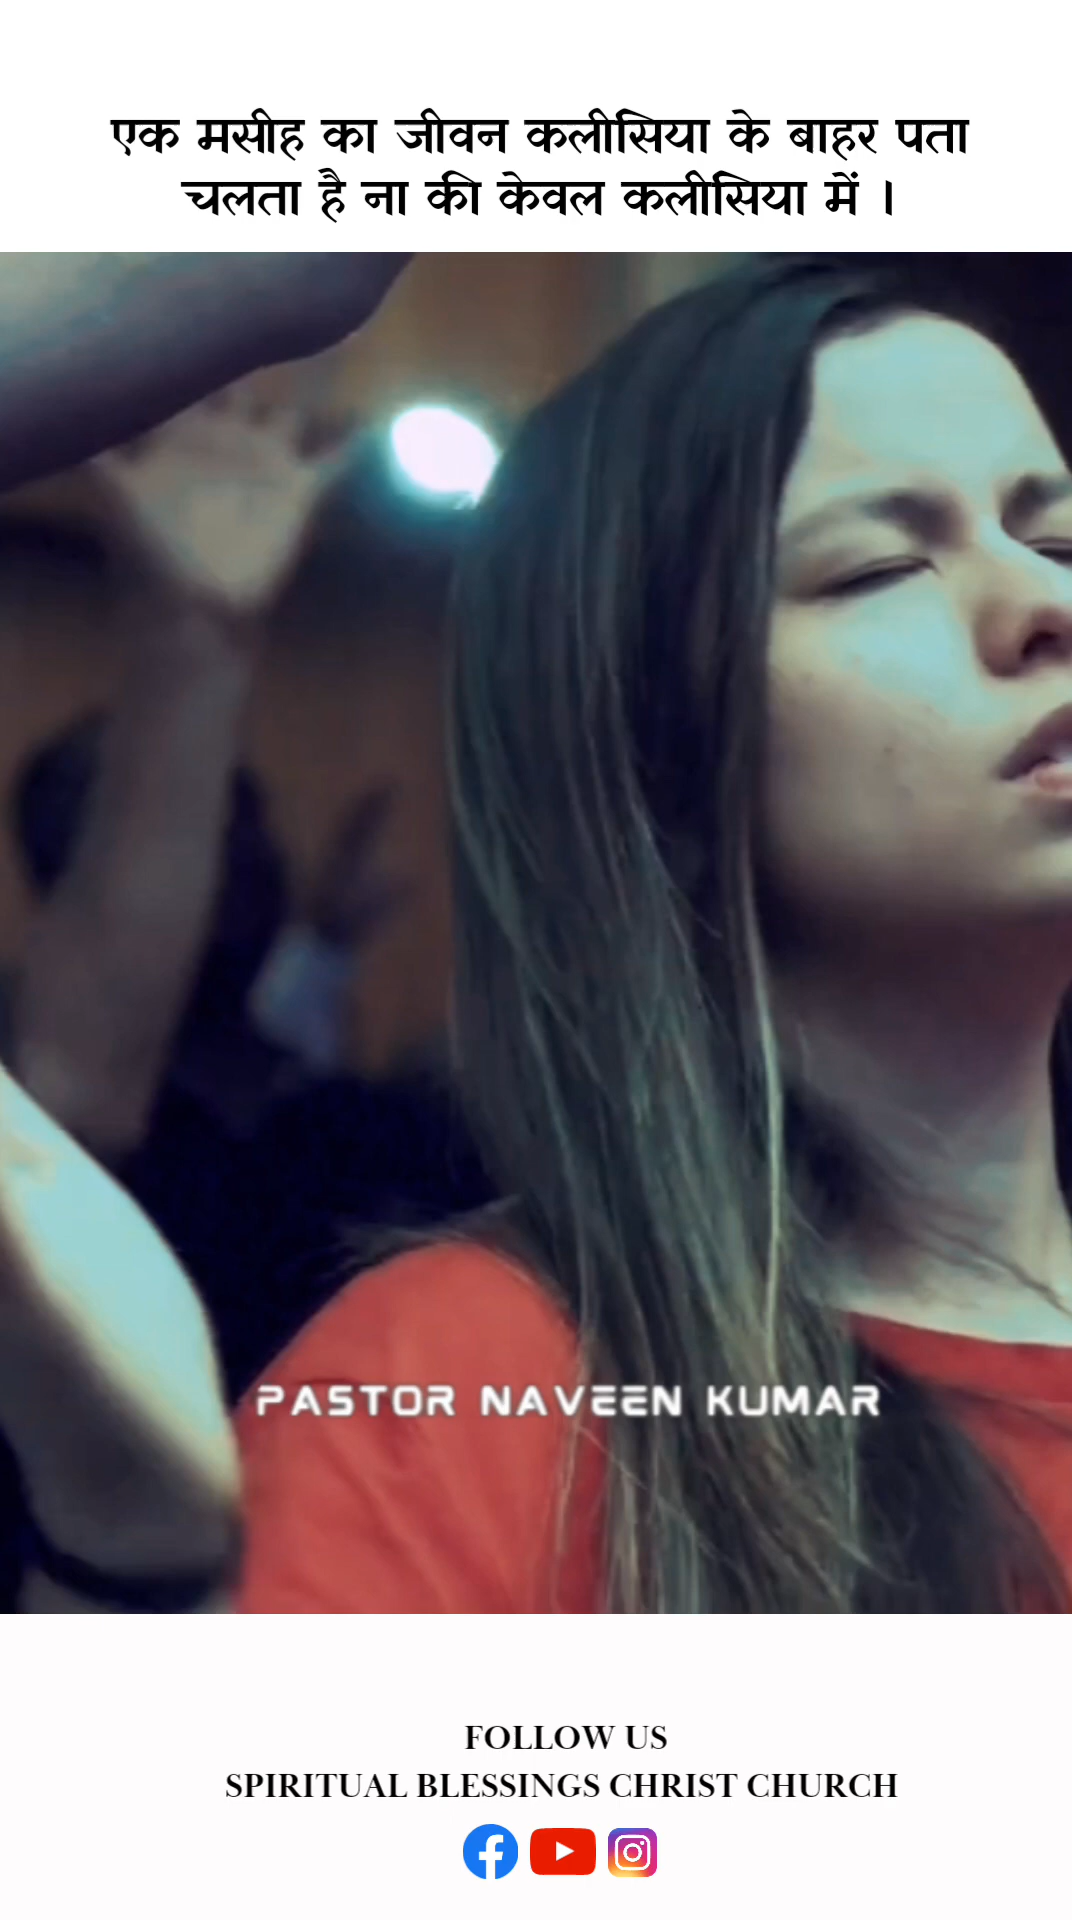 एक मसीह का जीवन कलीसिया के बाहर पता
चलता है ना की केवल कलीसिया में ।
PASTOR NAVEEN KUMAR
FOLLOW US
SPIRITUAL BLESSINGS CHRIST CHURCH